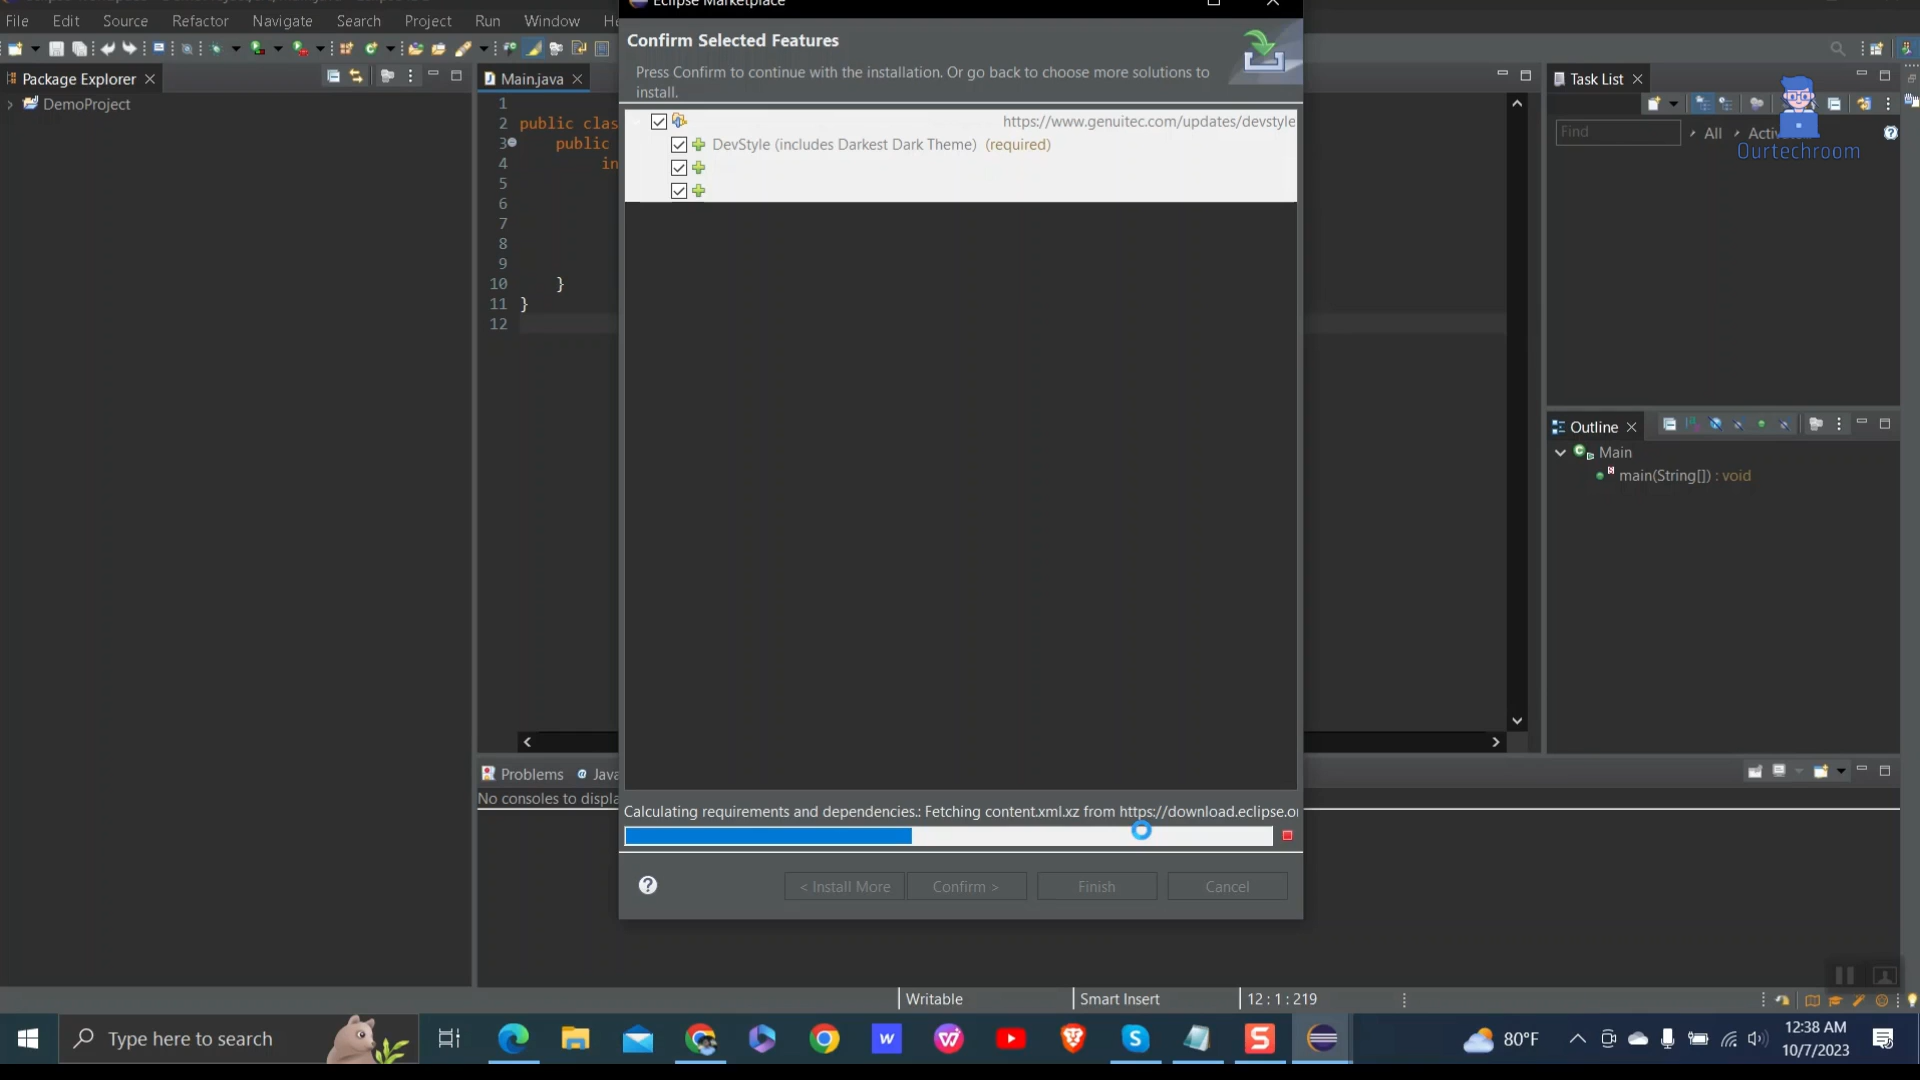 Eclipse Marketplace
File Edit Source Refactor Navigate Search Project Run Window
Confirm Selected Features
Press Confirm to continue with the installation. Or go back to choose more solutions to
install.
Package Explorer
DemoProject
Main.java
1
2 public clas
3 public
4 in
5
6
7
8
9
10 }
11 }
12
https://www.genuitec.com/updates/devstyle
DevStyle (includes Darkest Dark Theme) (required)
Task List
Find
All
Ourtechroom
Outline
Main
main(String[]) : void
Problems Java
No consoles to displa
Calculating requirements and dependencies.: Fetching content.xml.xz from https://download.eclipse.or
< Install More
Confirm >
Finish
Cancel
Writable
Smart Insert
12 : 1 : 219
Type here to search
80°F
12:38 AM
10/7/2023